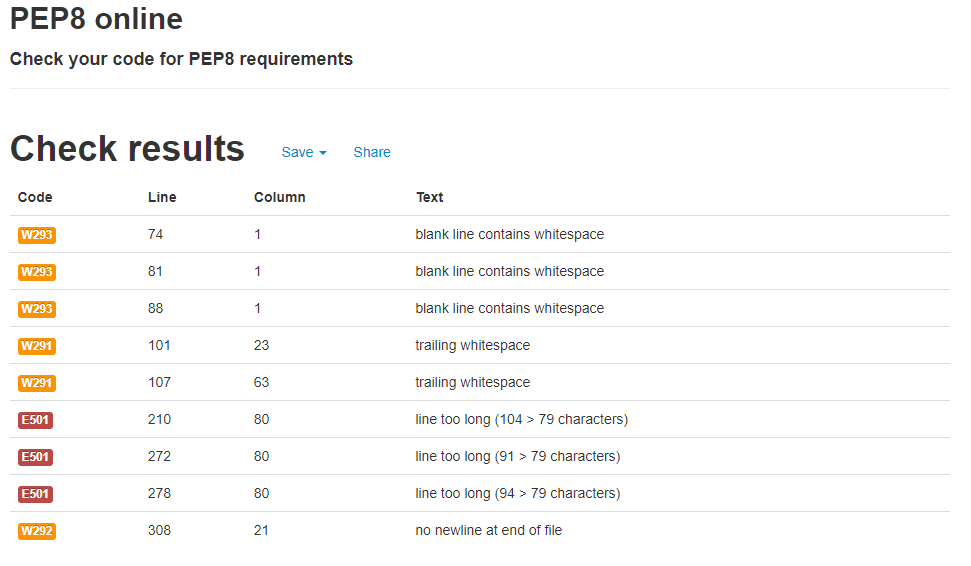 PEP8 online
Check your code for PEP8 requirements
Check results Save Share
Code Line Column Text
W293 74 1 blank line contains whitespace
W293 81 1 blank line contains whitespace
W293 88 1 blank line contains whitespace
W291 101 23 trailing whitespace
W291 107 63 trailing whitespace
E501 210 80 line too long (104 > 79 characters)
E501 272 80 line too long (91 > 79 characters)
E501 278 80 line too long (94 > 79 characters)
W292 308 21 no newline at end of file